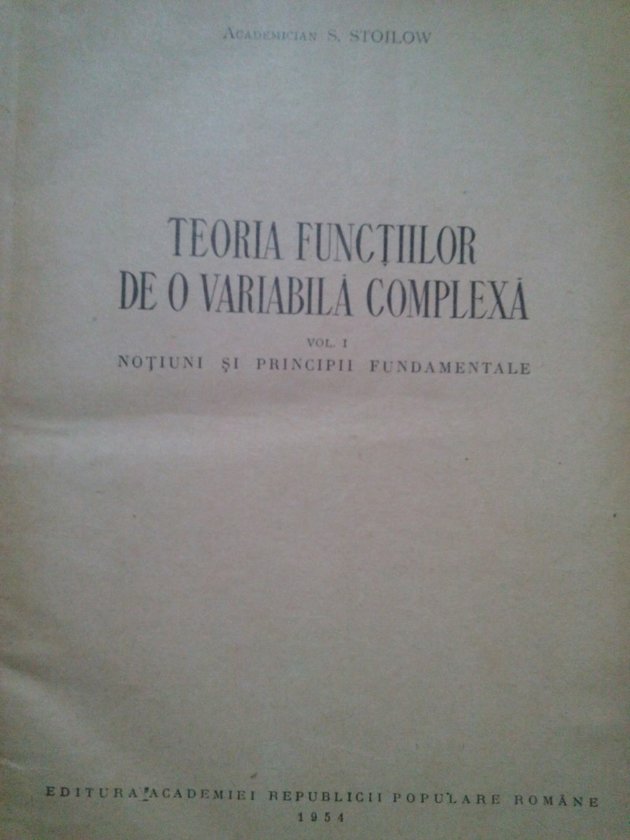 ACADEMICIAN S. STOILOW
TEORIA FUNCȚIILOR
DE O VARIABILĂ COMPLEXĂ
VOL. I
NOȚIUNI ȘI PRINCIPII FUNDAMENTALE
EDITURA ACADEMIEI REPUBLICII POPULARE ROMÂNE
1954